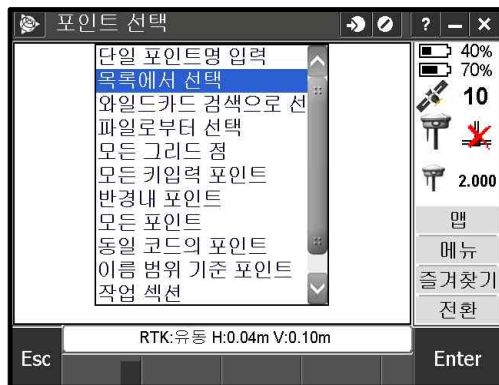 포인트 선택
? – ×
단일 포인트명 입력
목록에서 선택
와일드카드 검색으로 선
파일로부터 선택
모든 그리드 점
모든 키입력 포인트
반경내 포인트
모든 포인트
동일 코드의 포인트
이름 범위 기준 포인트
작업 섹션
40%
70%
10
2.000
맵
메뉴
즐겨찾기
전환
RTK:유동 H:0.04m V:0.10m
Esc
Enter